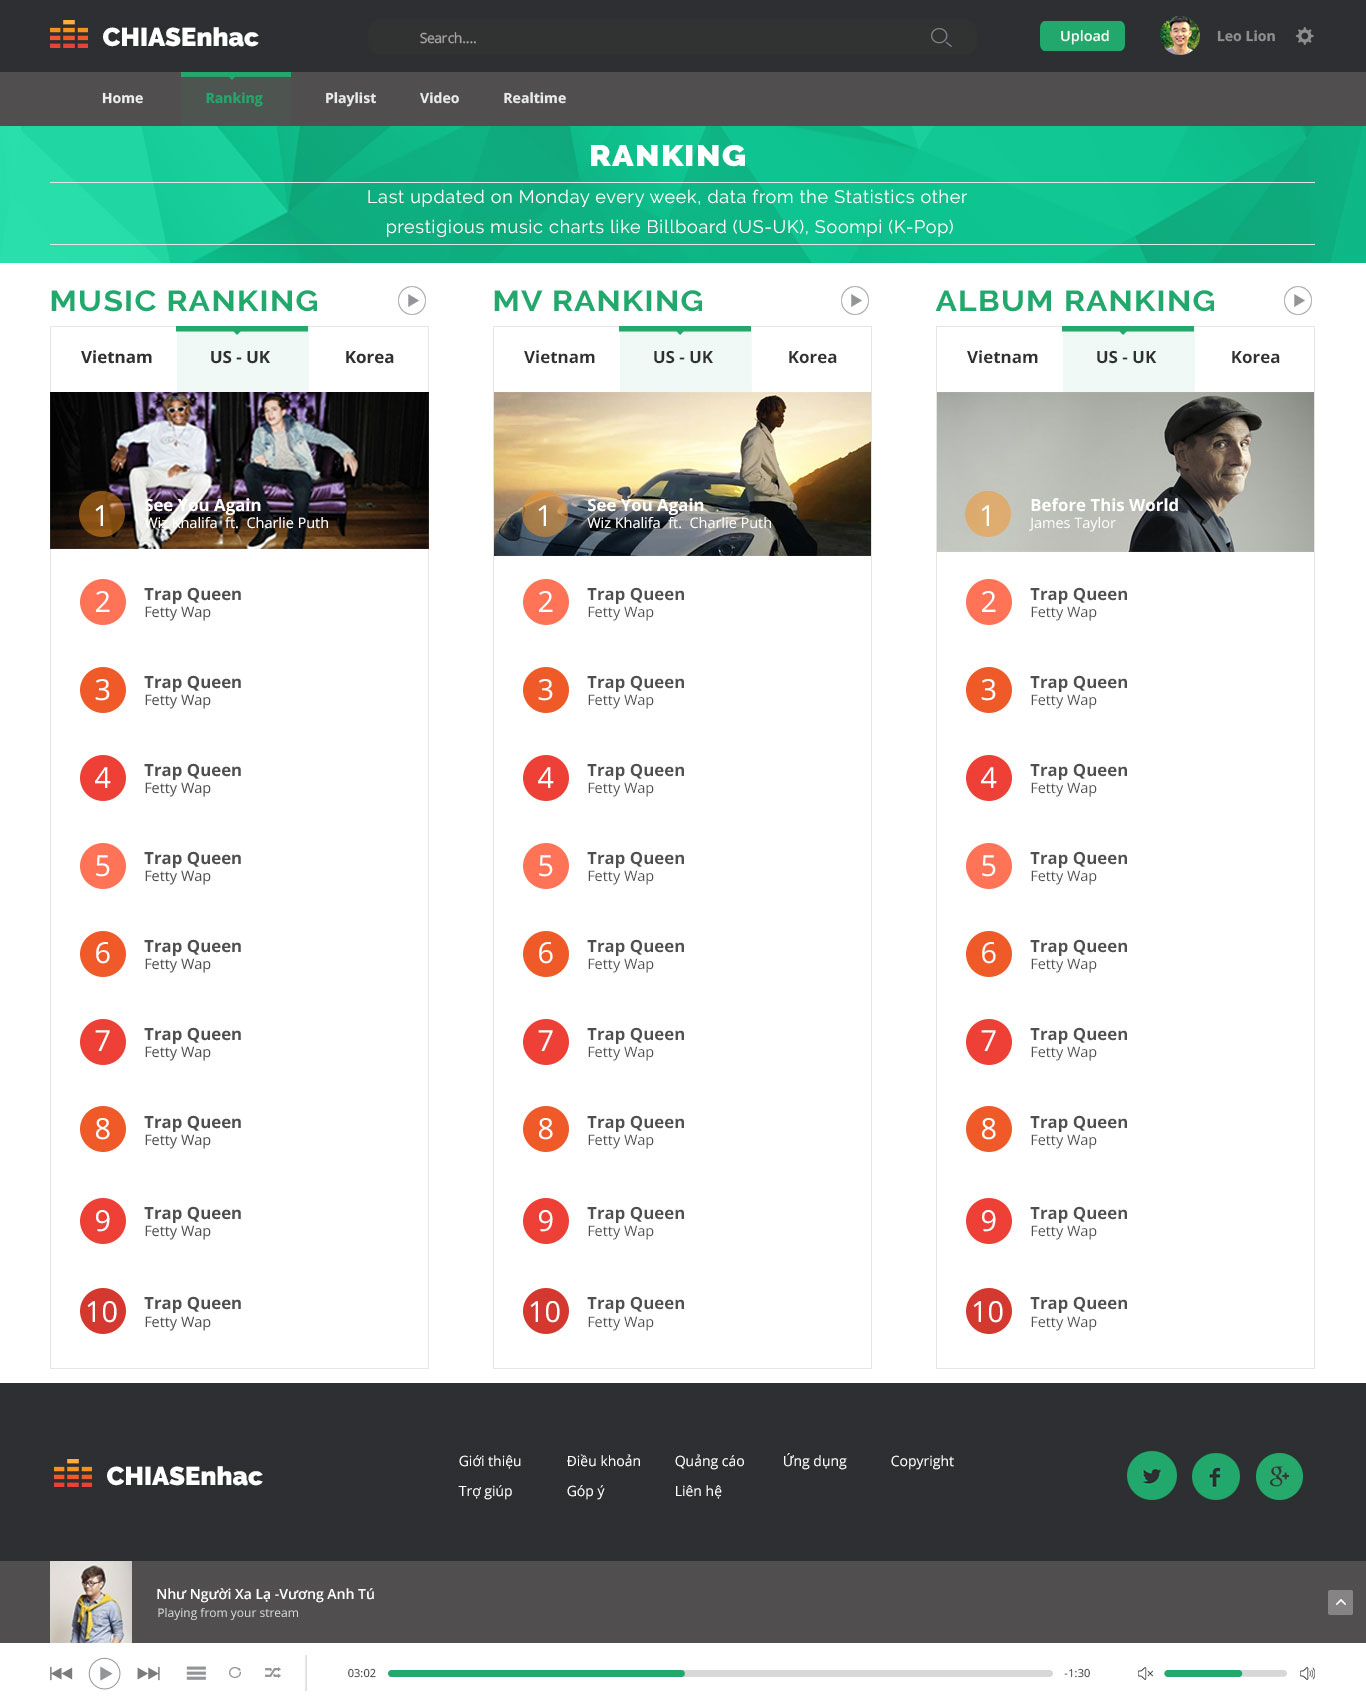 CHIASEnhac
Search....
Upload
Leo Lion
Home
Ranking
Playlist
Video
Realtime
RANKING
Last updated on Monday every week, data from the Statistics other
prestigious music charts like Billboard (US-UK), Soompi (K-Pop)
MUSIC RANKING
Vietnam
US - UK
Korea
1
See You Again
Wiz Khalifa ft. Charlie Puth
2
Trap Queen
Fetty Wap
3
Trap Queen
Fetty Wap
4
Trap Queen
Fetty Wap
5
Trap Queen
Fetty Wap
6
Trap Queen
Fetty Wap
7
Trap Queen
Fetty Wap
8
Trap Queen
Fetty Wap
9
Trap Queen
Fetty Wap
10
Trap Queen
Fetty Wap
MV RANKING
Vietnam
US - UK
Korea
1
See You Again
Wiz Khalifa ft. Charlie Puth
2
Trap Queen
Fetty Wap
3
Trap Queen
Fetty Wap
4
Trap Queen
Fetty Wap
5
Trap Queen
Fetty Wap
6
Trap Queen
Fetty Wap
7
Trap Queen
Fetty Wap
8
Trap Queen
Fetty Wap
9
Trap Queen
Fetty Wap
10
Trap Queen
Fetty Wap
ALBUM RANKING
Vietnam
US - UK
Korea
1
Before This World
James Taylor
2
Trap Queen
Fetty Wap
3
Trap Queen
Fetty Wap
4
Trap Queen
Fetty Wap
5
Trap Queen
Fetty Wap
6
Trap Queen
Fetty Wap
7
Trap Queen
Fetty Wap
8
Trap Queen
Fetty Wap
9
Trap Queen
Fetty Wap
10
Trap Queen
Fetty Wap
CHIASEnhac
Giới thiệu
Điều khoản
Quảng cáo
Ứng dụng
Copyright
Trợ giúp
Góp ý
Liên hệ
Như Người Xa Lạ -Vương Anh Tú
Playing from your stream
03:02
-1:30